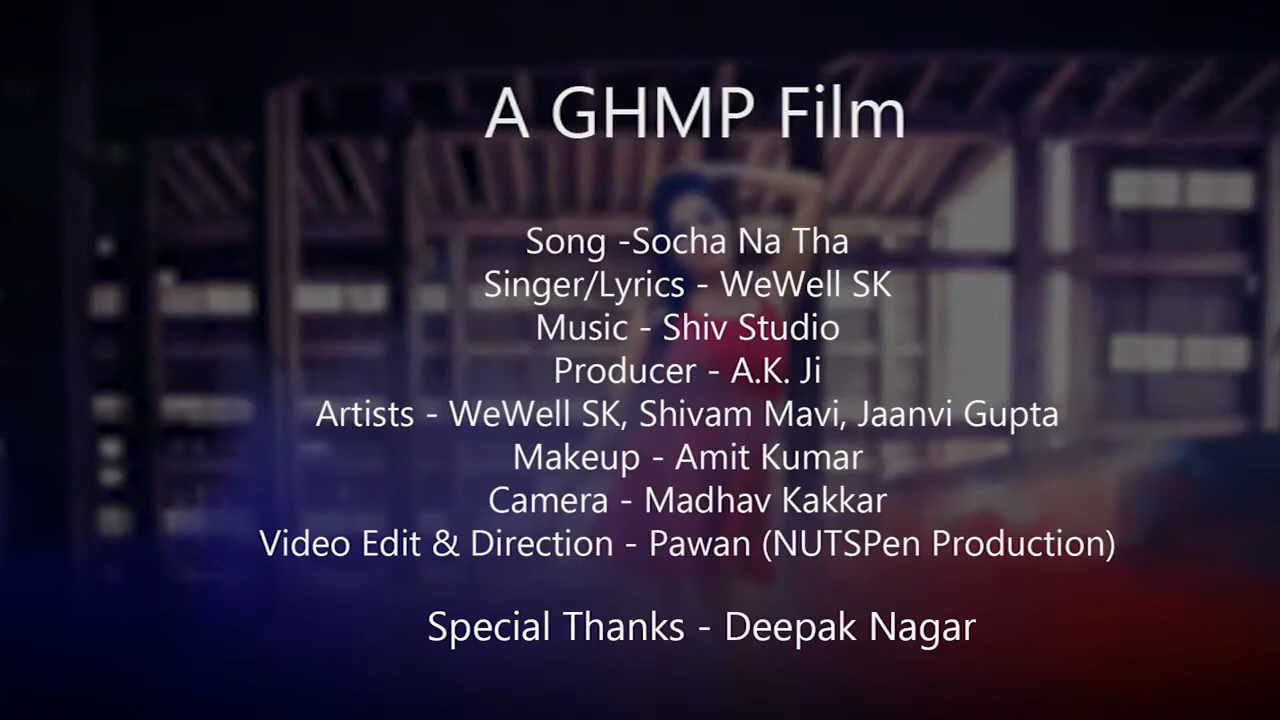 A GHMP Film
Song -Socha Na Tha
Singer/Lyrics - WeWell SK
Music - Shiv Studio
Producer - A.K. Ji
Artists - WeWell SK, Shivam Mavi, Jaanvi Gupta
Makeup - Amit Kumar
Camera - Madhav Kakkar
Video Edit & Direction - Pawan (NUTSPen Production)
Special Thanks - Deepak Nagar